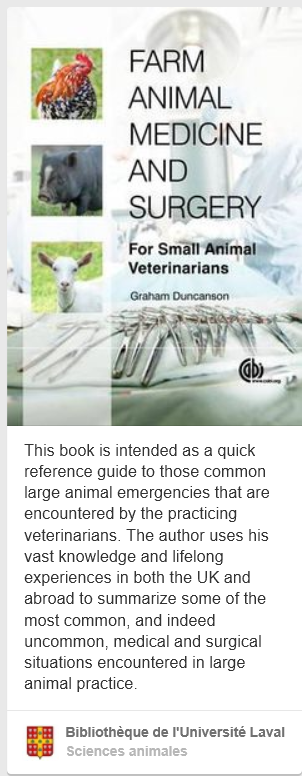 FARM
ANIMAL
MEDICINE
AND
SURGERY
For Small Animal
Veterinarians
Graham Duncanson
cabi
www.cabi.org
This book is intended as a quick
reference guide to those common
large animal emergencies that are
encountered by the practicing
veterinarians. The author uses his
vast knowledge and lifelong
experiences in both the UK and
abroad to summarize some of the
most common, and indeed
uncommon, medical and surgical
situations encountered in large
animal practice.
Bibliothèque de l'Université Laval
Sciences animales